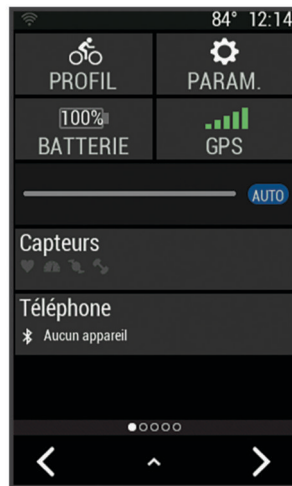 84° 12:14
PROFIL PARAM.
100%
BATTERIE GPS
AUTO
Capteurs
Téléphone
Aucun appareil